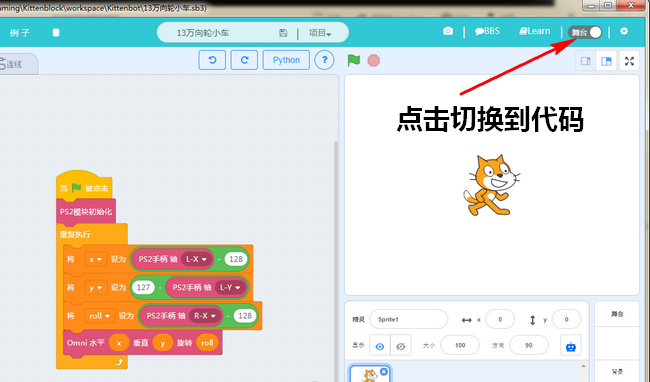 aming\Kittenblock\workspace\Kittenbot\13万向轮小车.sb3)
例子
13万向轮小车
项目
BBS
Learn
舞台
连线
Python
?
点击切换到代码
当 被点击
PS2模块初始化
重复执行
将 x 设为 PS2手柄 轴 L-X - 128
将 y 设为 127 - PS2手柄 轴 L-Y
将 roll 设为 PS2手柄 轴 R-X - 128
Omni 水平 x 垂直 y 旋转 roll
精灵 Sprite1 x 0 y 0
显示 大小 100 方向 90
舞台
背景